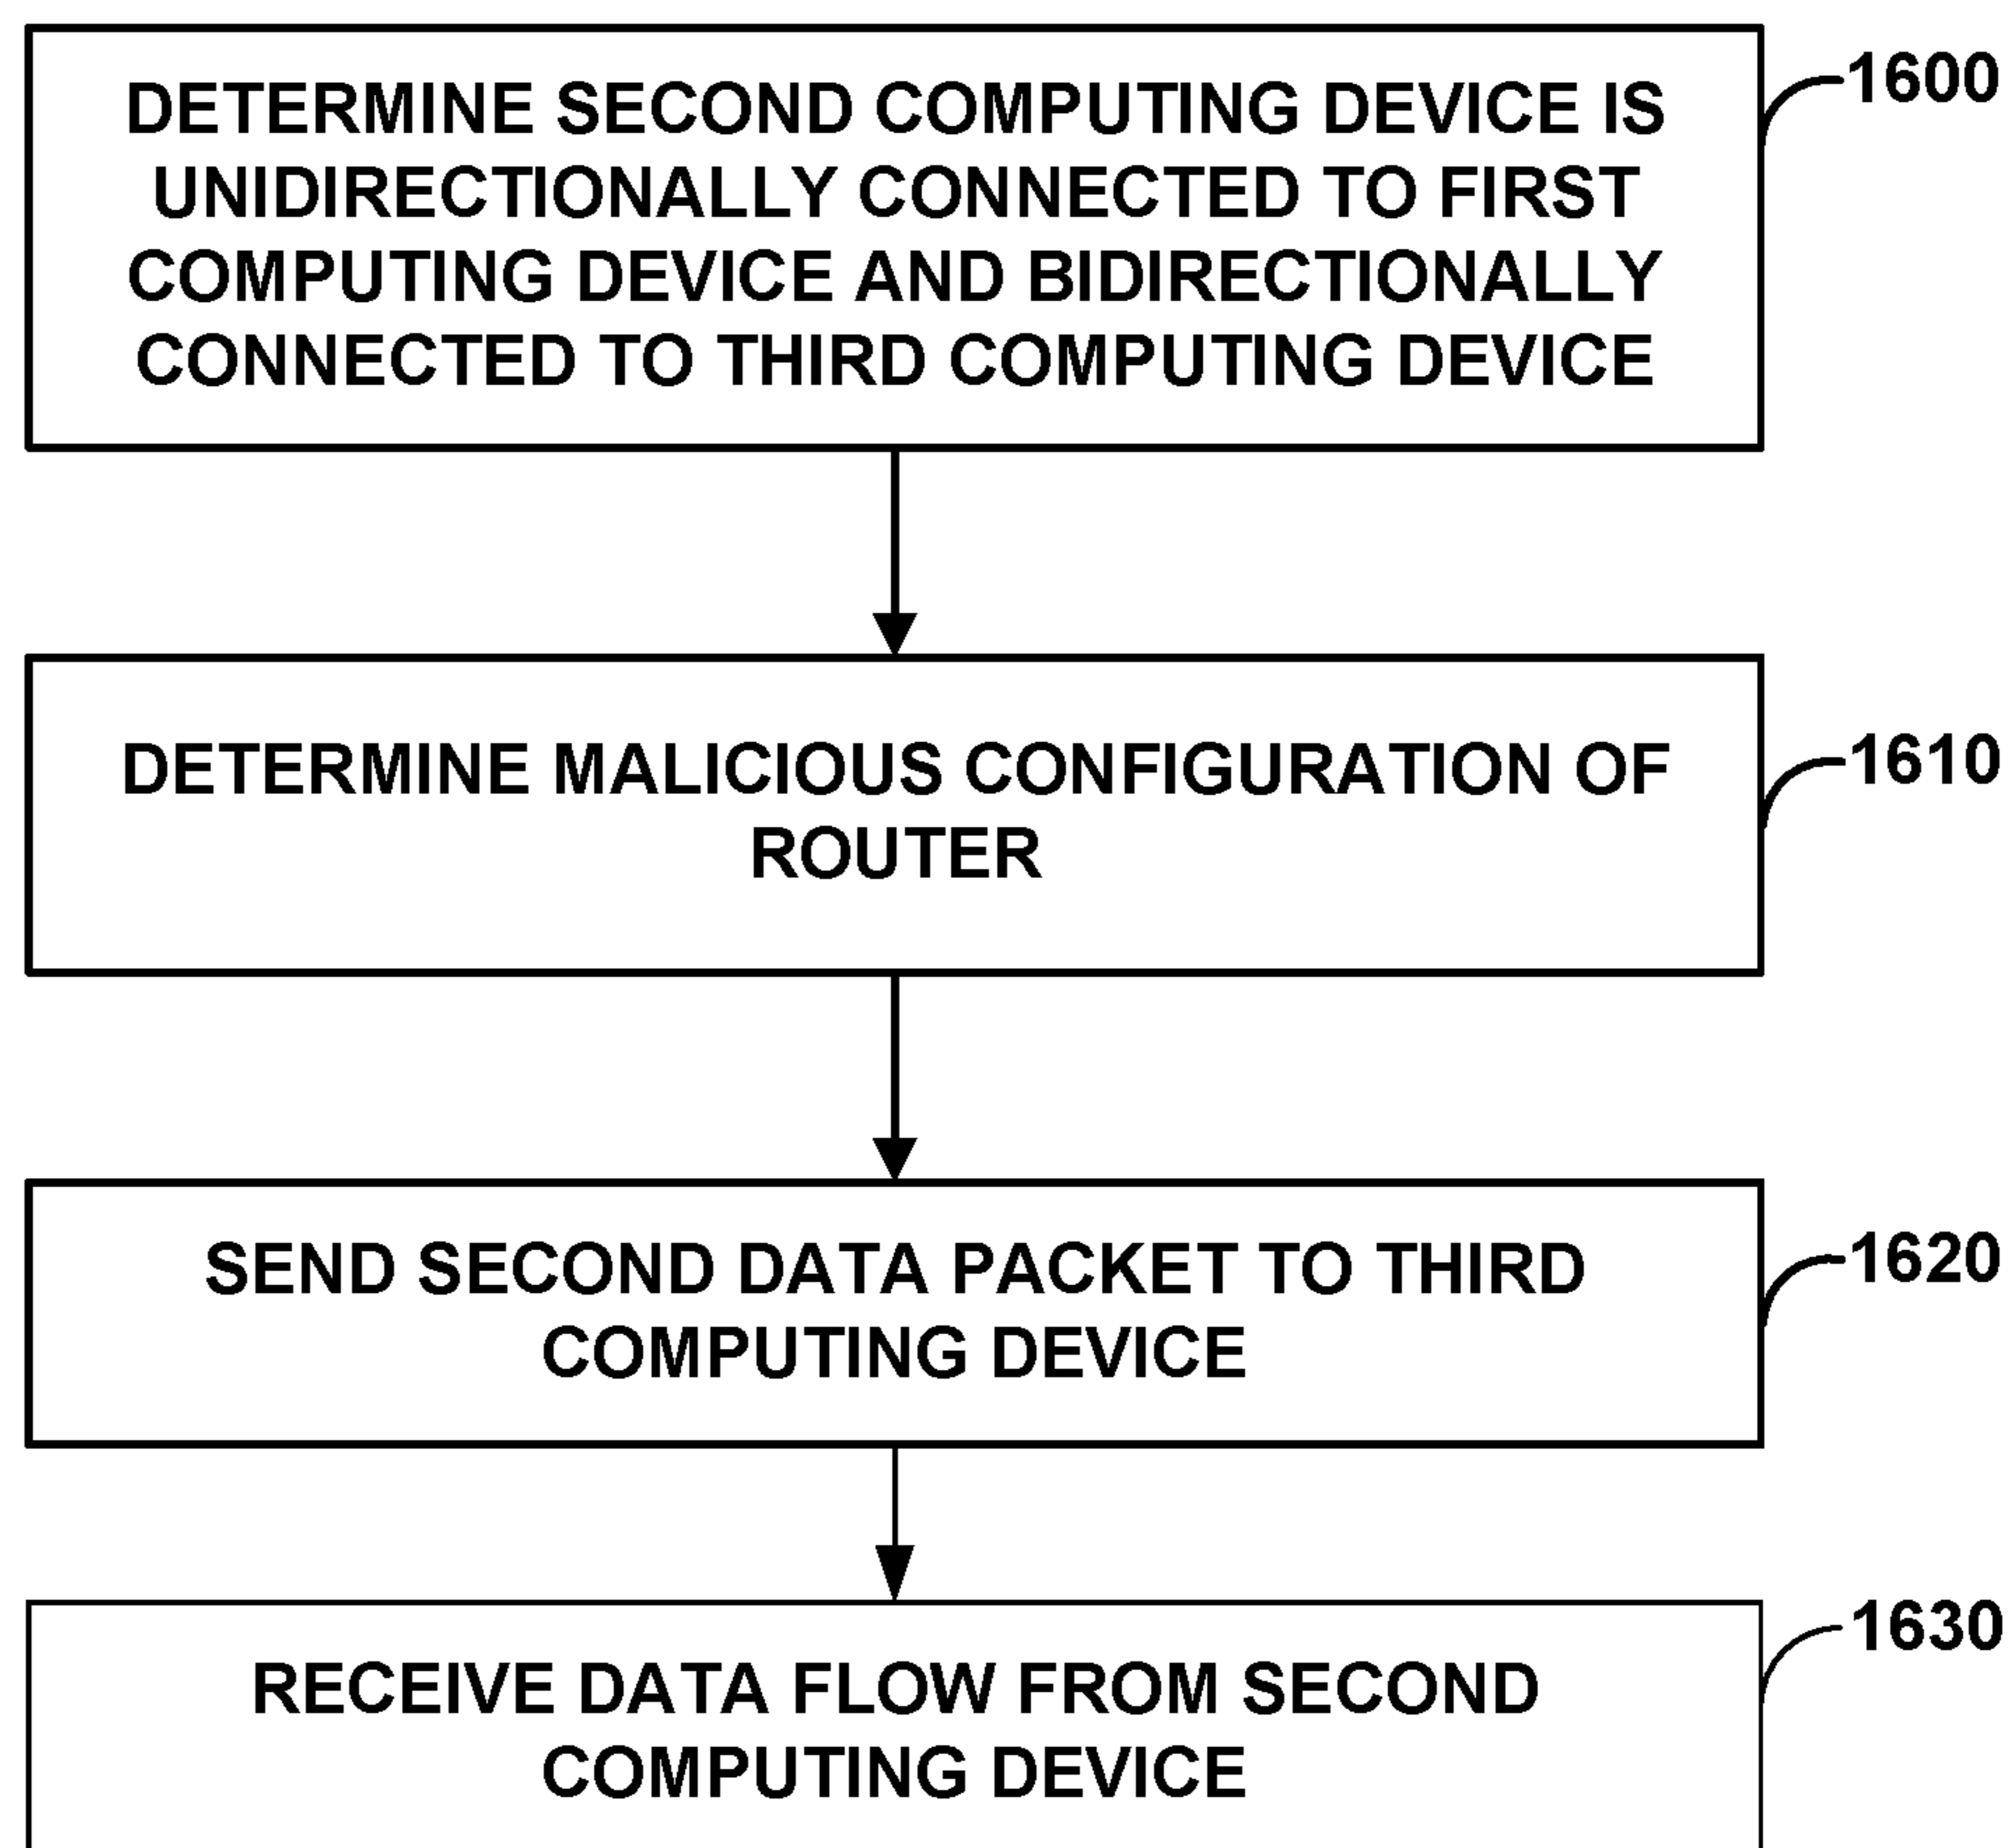 DETERMINE SECOND COMPUTING DEVICE IS
UNIDIRECTIONALLY CONNECTED TO FIRST
COMPUTING DEVICE AND BIDIRECTIONALLY
CONNECTED TO THIRD COMPUTING DEVICE
1600
DETERMINE MALICIOUS CONFIGURATION OF
ROUTER
1610
SEND SECOND DATA PACKET TO THIRD
COMPUTING DEVICE
1620
RECEIVE DATA FLOW FROM SECOND
COMPUTING DEVICE
1630